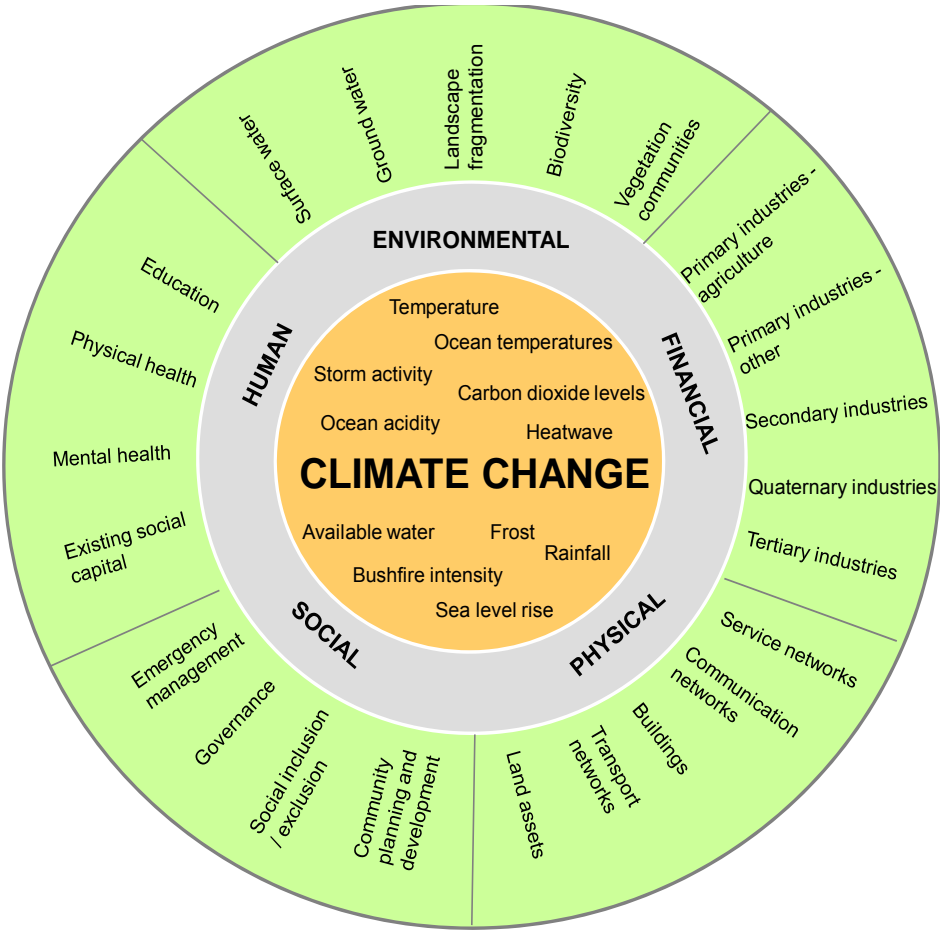 Surface water
Ground water
Landscape
fragmentation
Biodiversity
Vegetation
communities
Primary industries -
agriculture
Primary industries -
other
Secondary industries
Quaternary industries
Tertiary industries
Service networks
Communication
networks
Buildings
Transport
networks
Land assets
Community
planning and
development
Social inclusion
/ exclusion
Governance
Emergency
management
Existing social
capital
Mental health
Physical health
Education
ENVIRONMENTAL
FINANCIAL
PHYSICAL
SOCIAL
HUMAN
Temperature
Ocean temperatures
Storm activity
Carbon dioxide levels
Ocean acidity
Heatwave
CLIMATE CHANGE
Available water
Frost
Rainfall
Bushfire intensity
Sea level rise